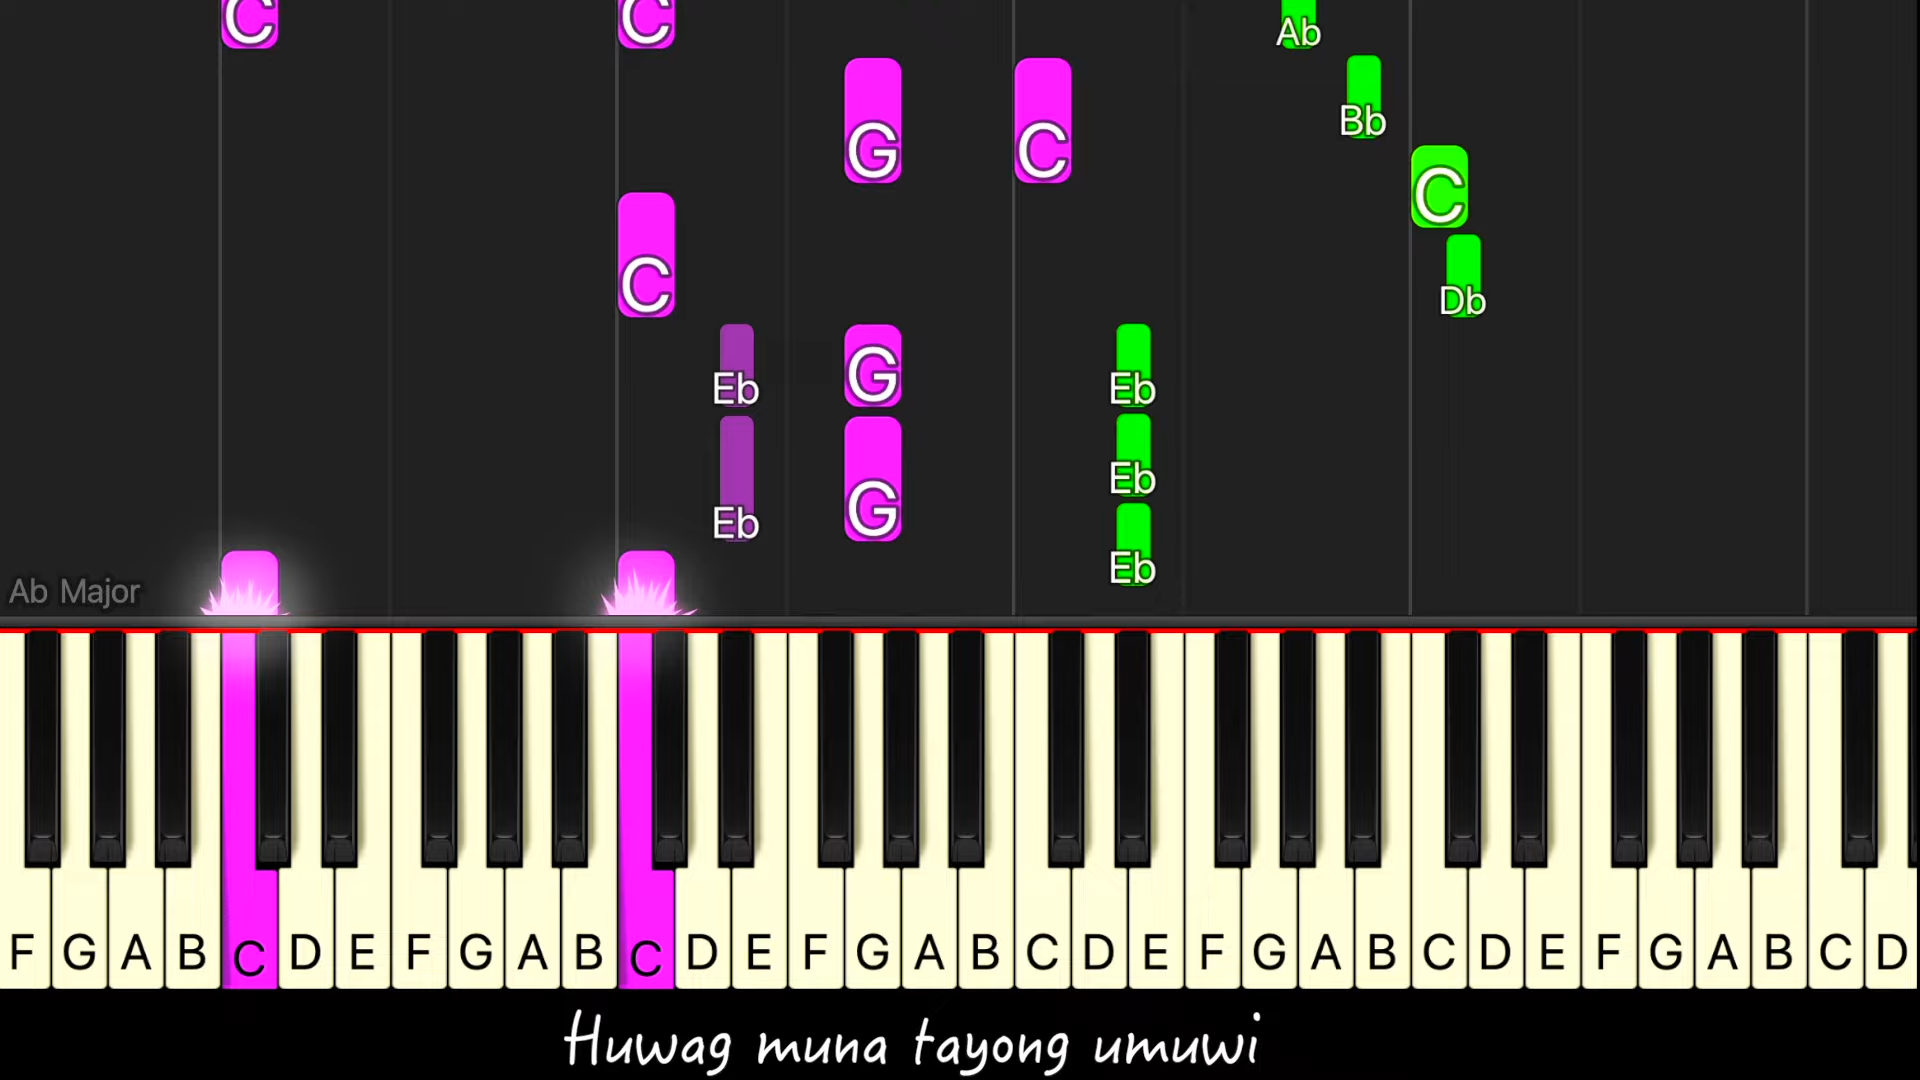 C C Ab
G C Bb
C
C Db
Eb G Eb
Eb
Eb G
Eb
Ab Major
F G A B C D E F G A B C D E F G A B C D E F G A B C D E F G A B C D
Huwag muna tayong umuwi